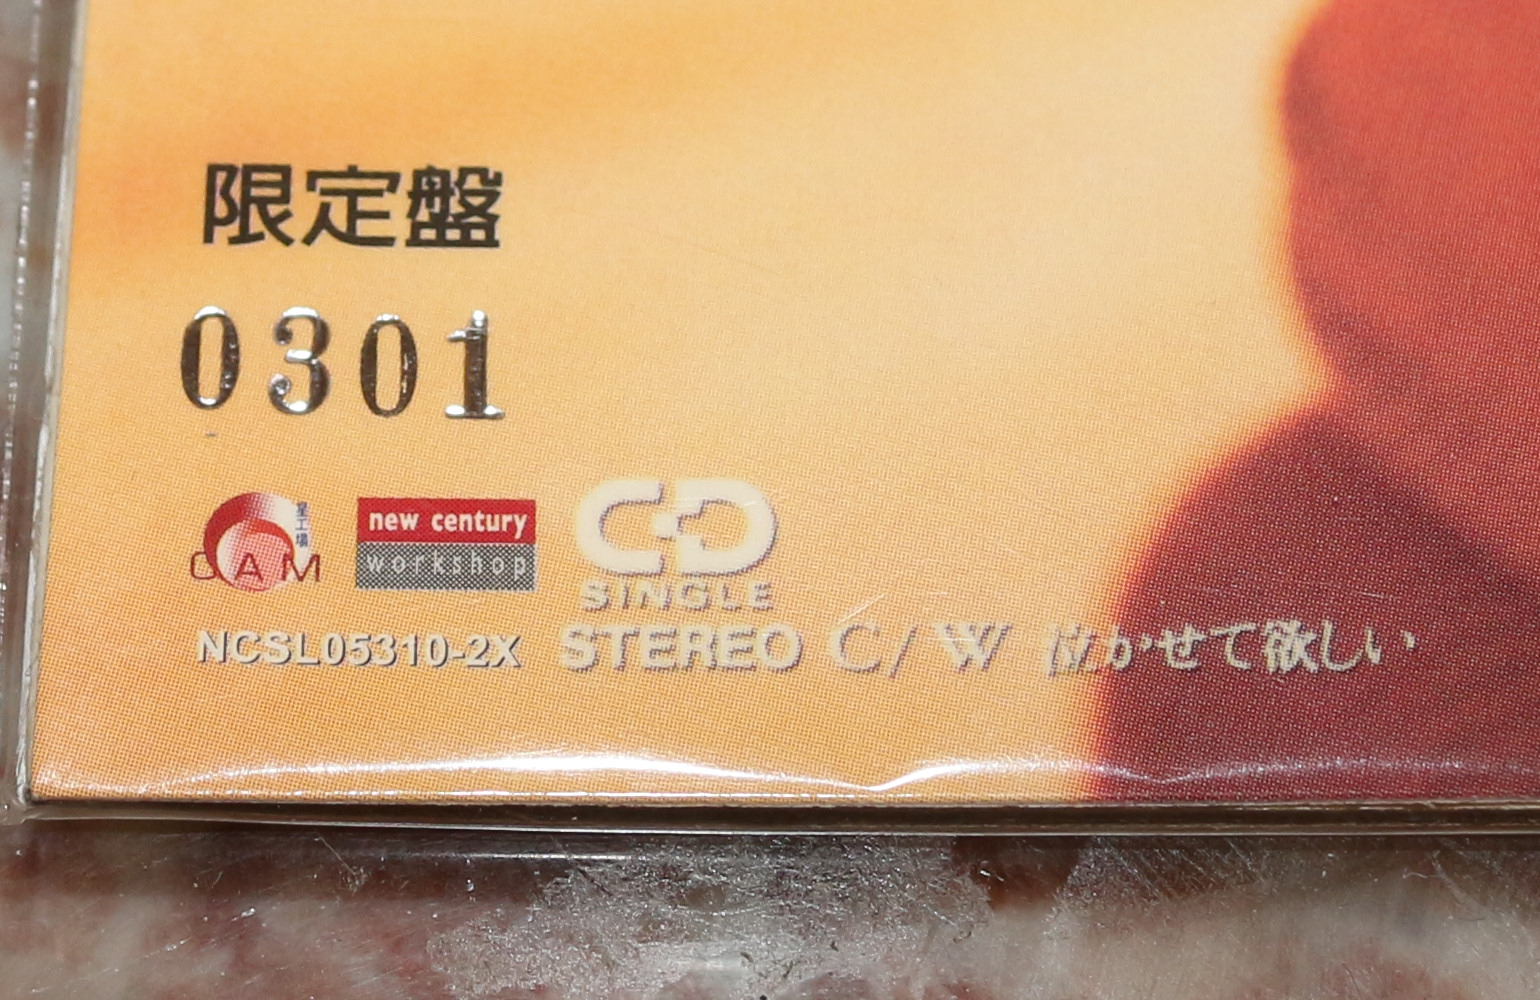 限定盤
0301
星工場
CAM
new century
workshop
CD
SINGLE
NCSL05310-2X STEREO C/W 泣かせて欲しい